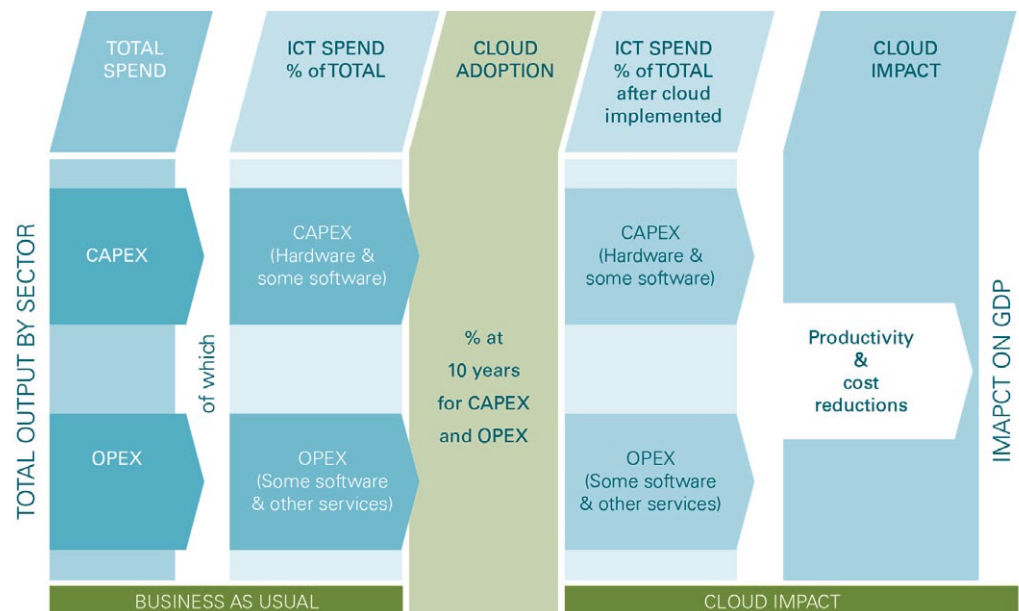 TOTAL
SPEND
ICT SPEND
% of TOTAL
CLOUD
ADOPTION
ICT SPEND
% of TOTAL
after cloud
implemented
CLOUD
IMPACT
TOTAL OUTPUT BY SECTOR
CAPEX
OPEX
of which
CAPEX
(Hardware &
some software)
OPEX
(Some software
& other services)
% at
10 years
for CAPEX
and OPEX
CAPEX
(Hardware &
some software)
OPEX
(Some software
& other services)
Productivity
&
cost
reductions
IMAPCT ON GDP
BUSINESS AS USUAL
CLOUD IMPACT